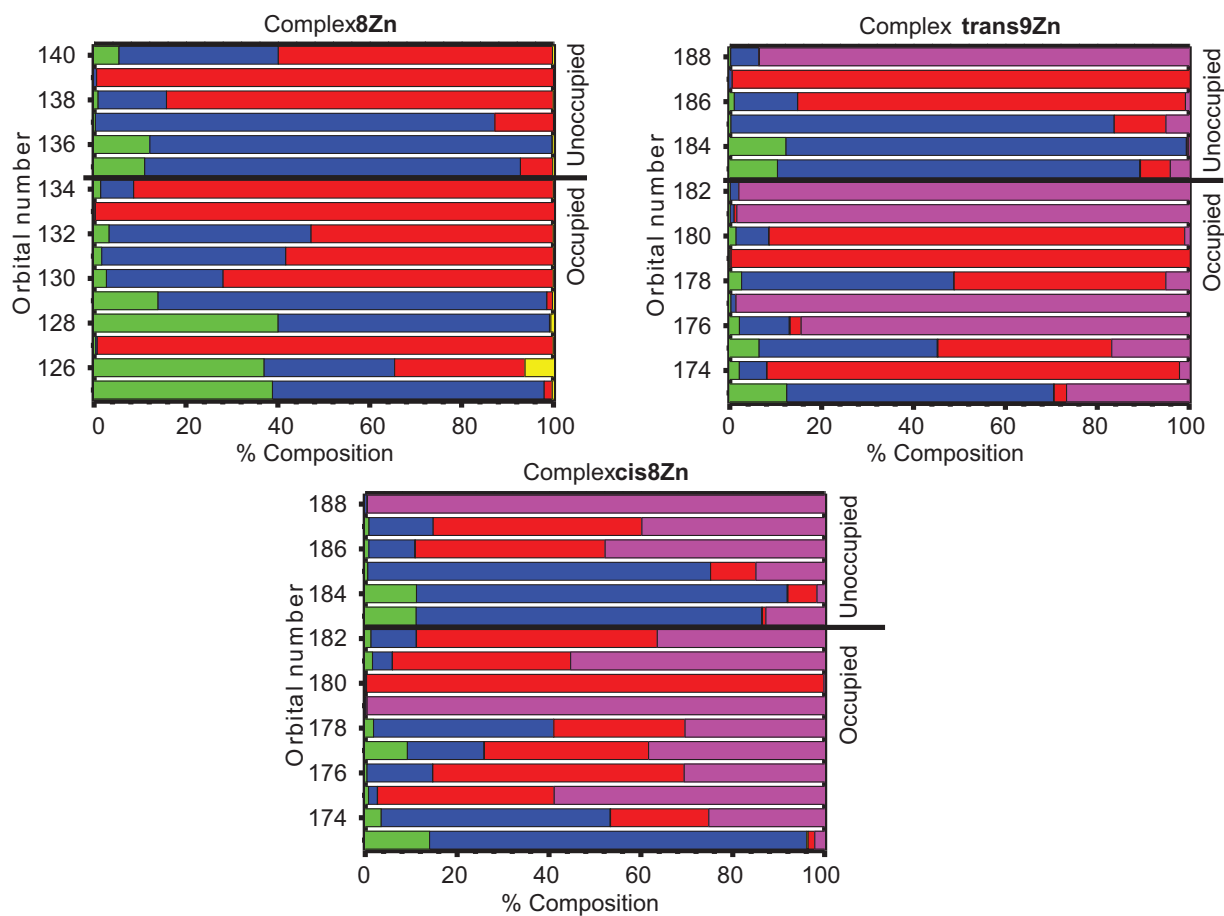 Complex8Zn
140
138
136
134
132
130
128
126
Orbital number
Unoccupied
Occupied
0 20 40 60 80 100
% Composition
Complex trans9Zn
188
186
184
182
180
178
176
174
Orbital number
Unoccupied
Occupied
0 20 40 60 80 100
% Composition
Complexcis8Zn
188
186
184
182
180
178
176
174
Orbital number
Unoccupied
Occupied
0 20 40 60 80 100
% Composition